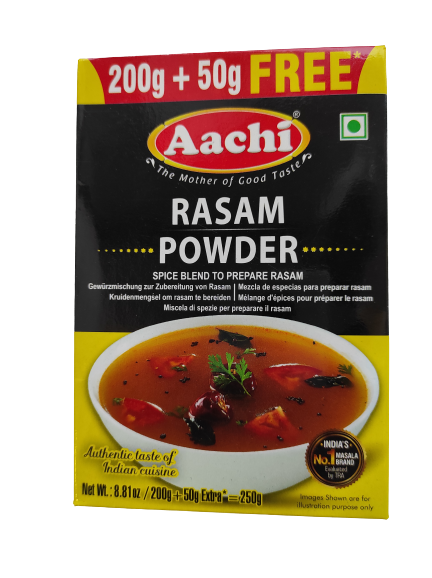 200g + 50g FREE*
Aachi®
The Mother of Good Taste
RASAM
POWDER
SPICE BLEND TO PREPARE RASAM
Gewürzmischung zur Zubereitung von Rasam | Mezcla de especias para preparar rasam
Kruidenmengsel om rasam te bereiden | Mélange d'épices pour préparer le rasam
Miscela di spezie per preparare il rasam
Authentic taste of
Indian cuisine
INDIA'S
No.1 MASALA
BRAND
Evaluated
by TRA
Net Wt.: 8.81oz / 200g + 50g Extra* = 250g
Images Shown are for
illustration purpose only